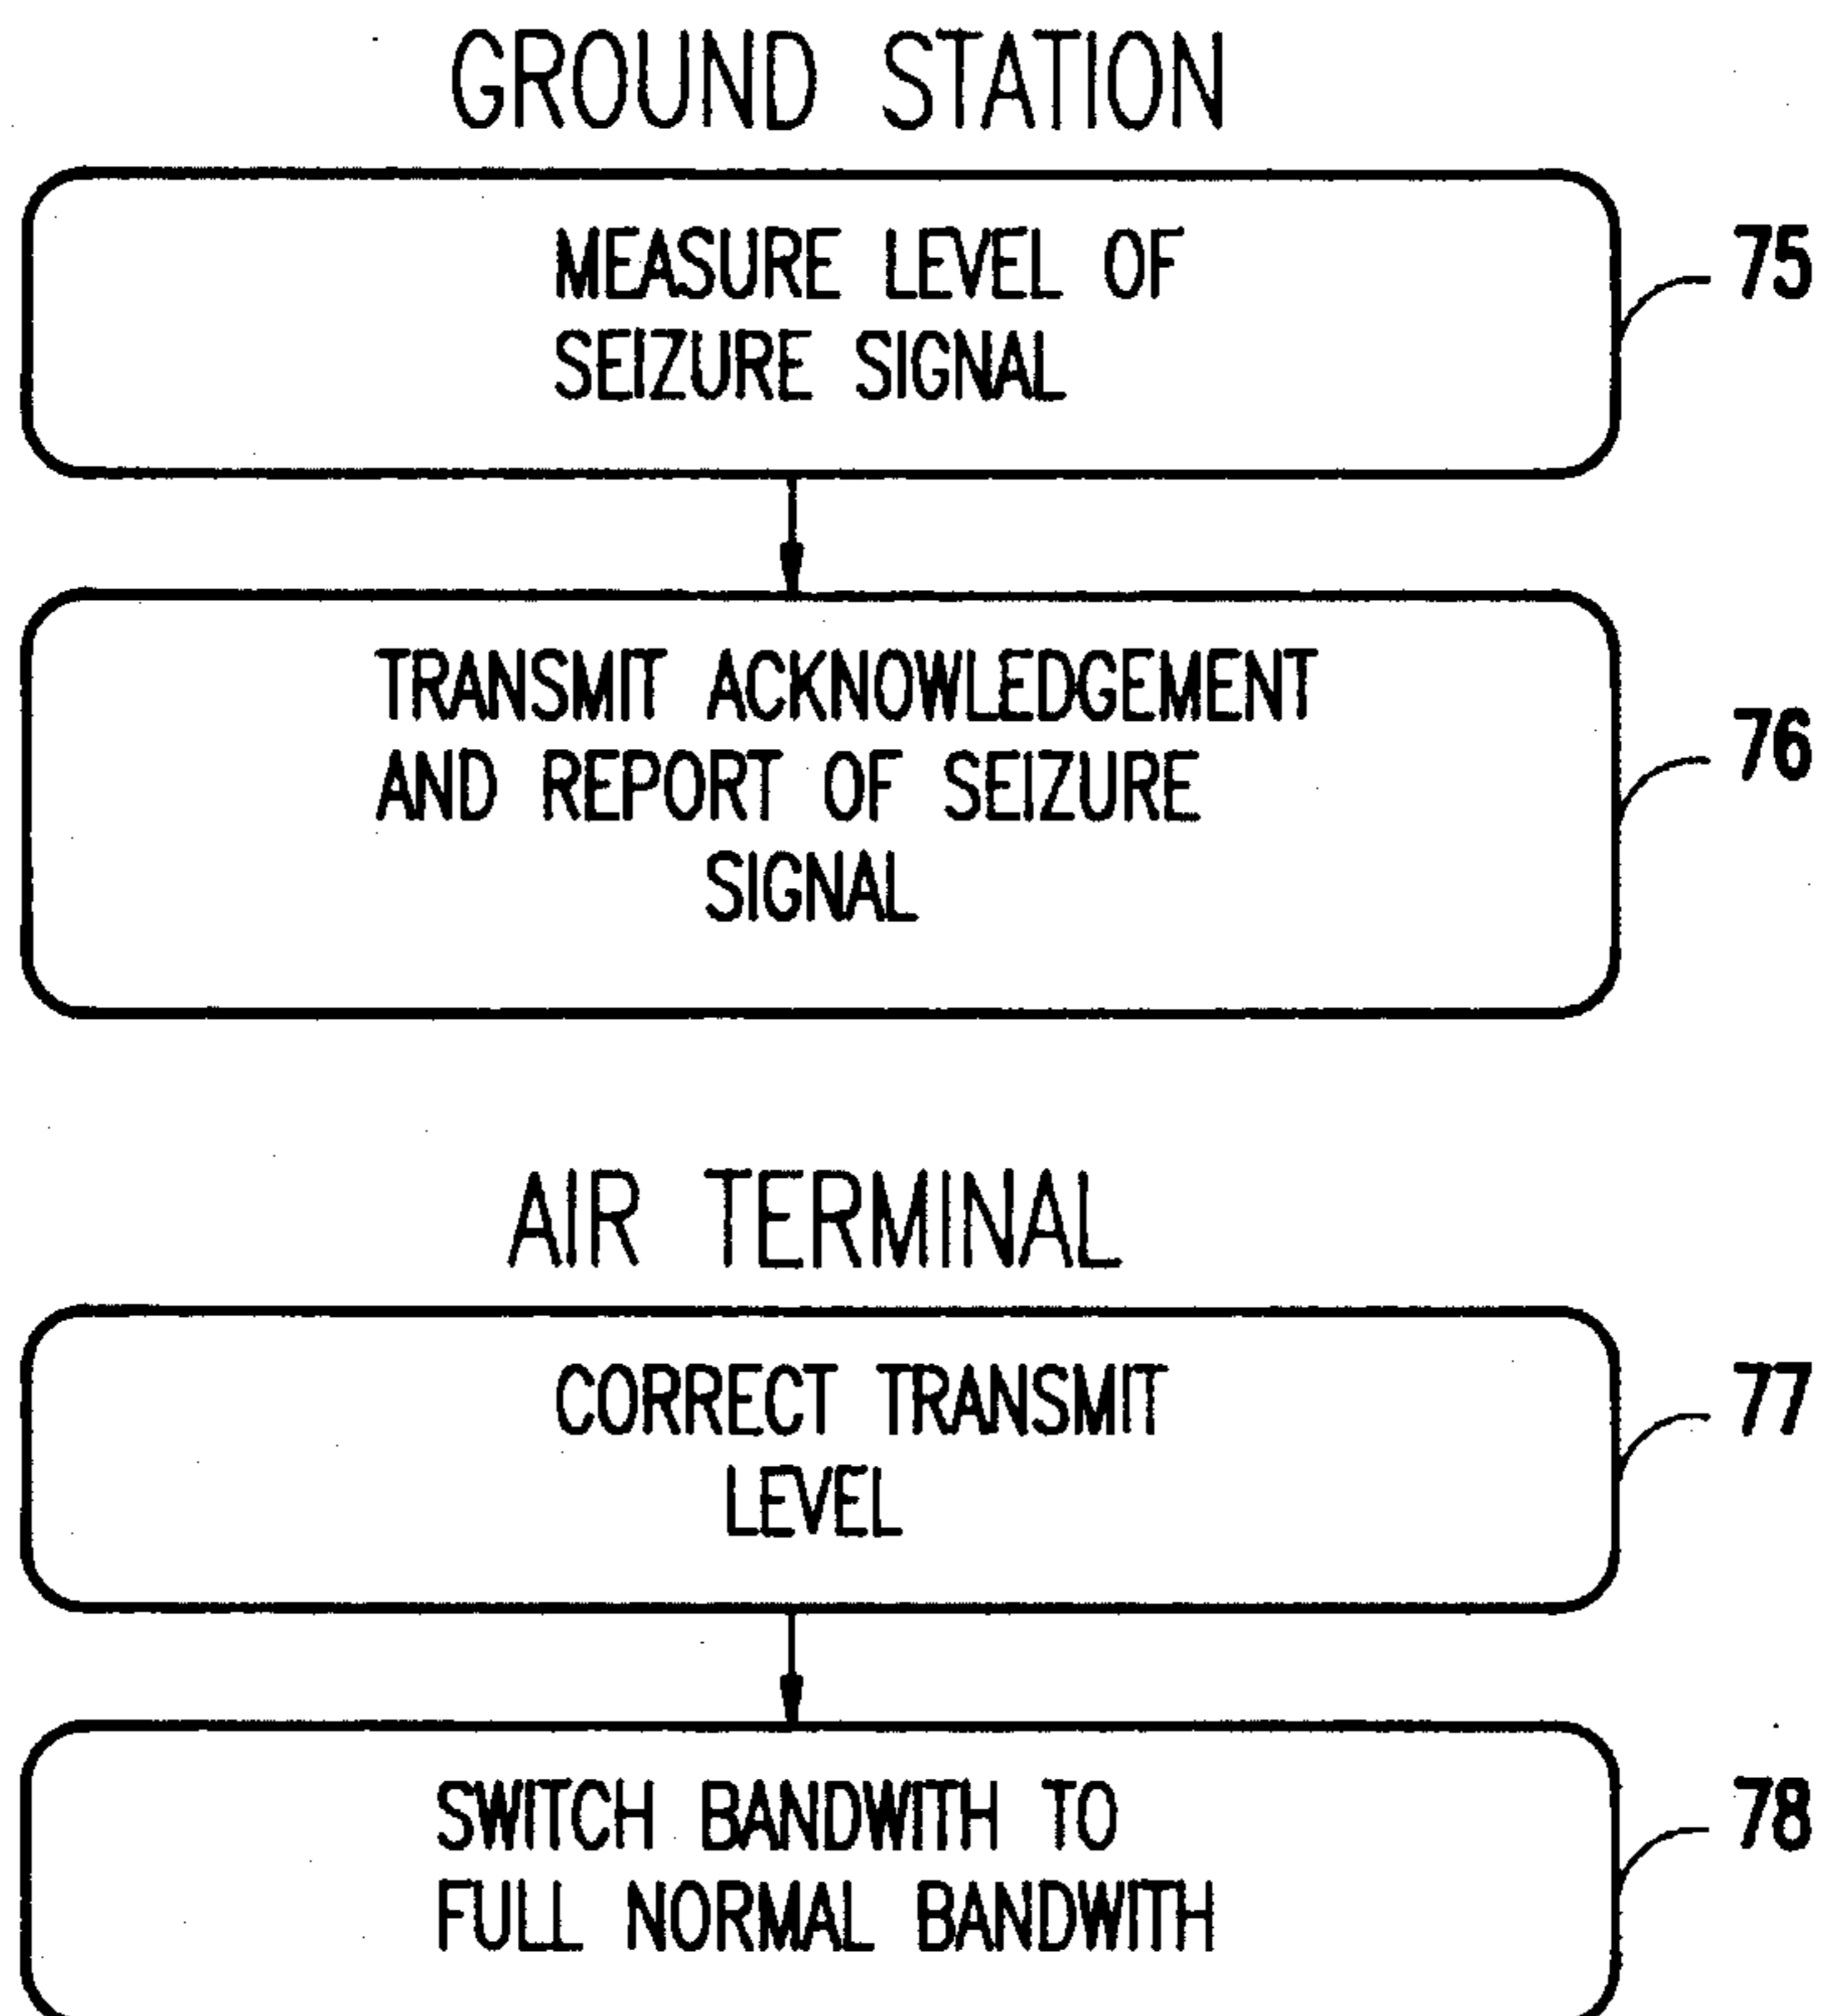 GROUND STATION
MEASURE LEVEL OF
SEIZURE SIGNAL
75
TRANSMIT ACKNOWLEDGEMENT
AND REPORT OF SEIZURE
SIGNAL
76
AIR TERMINAL
CORRECT TRANSMIT
LEVEL
77
SWITCH BANDWITH TO
FULL NORMAL BANDWITH
78